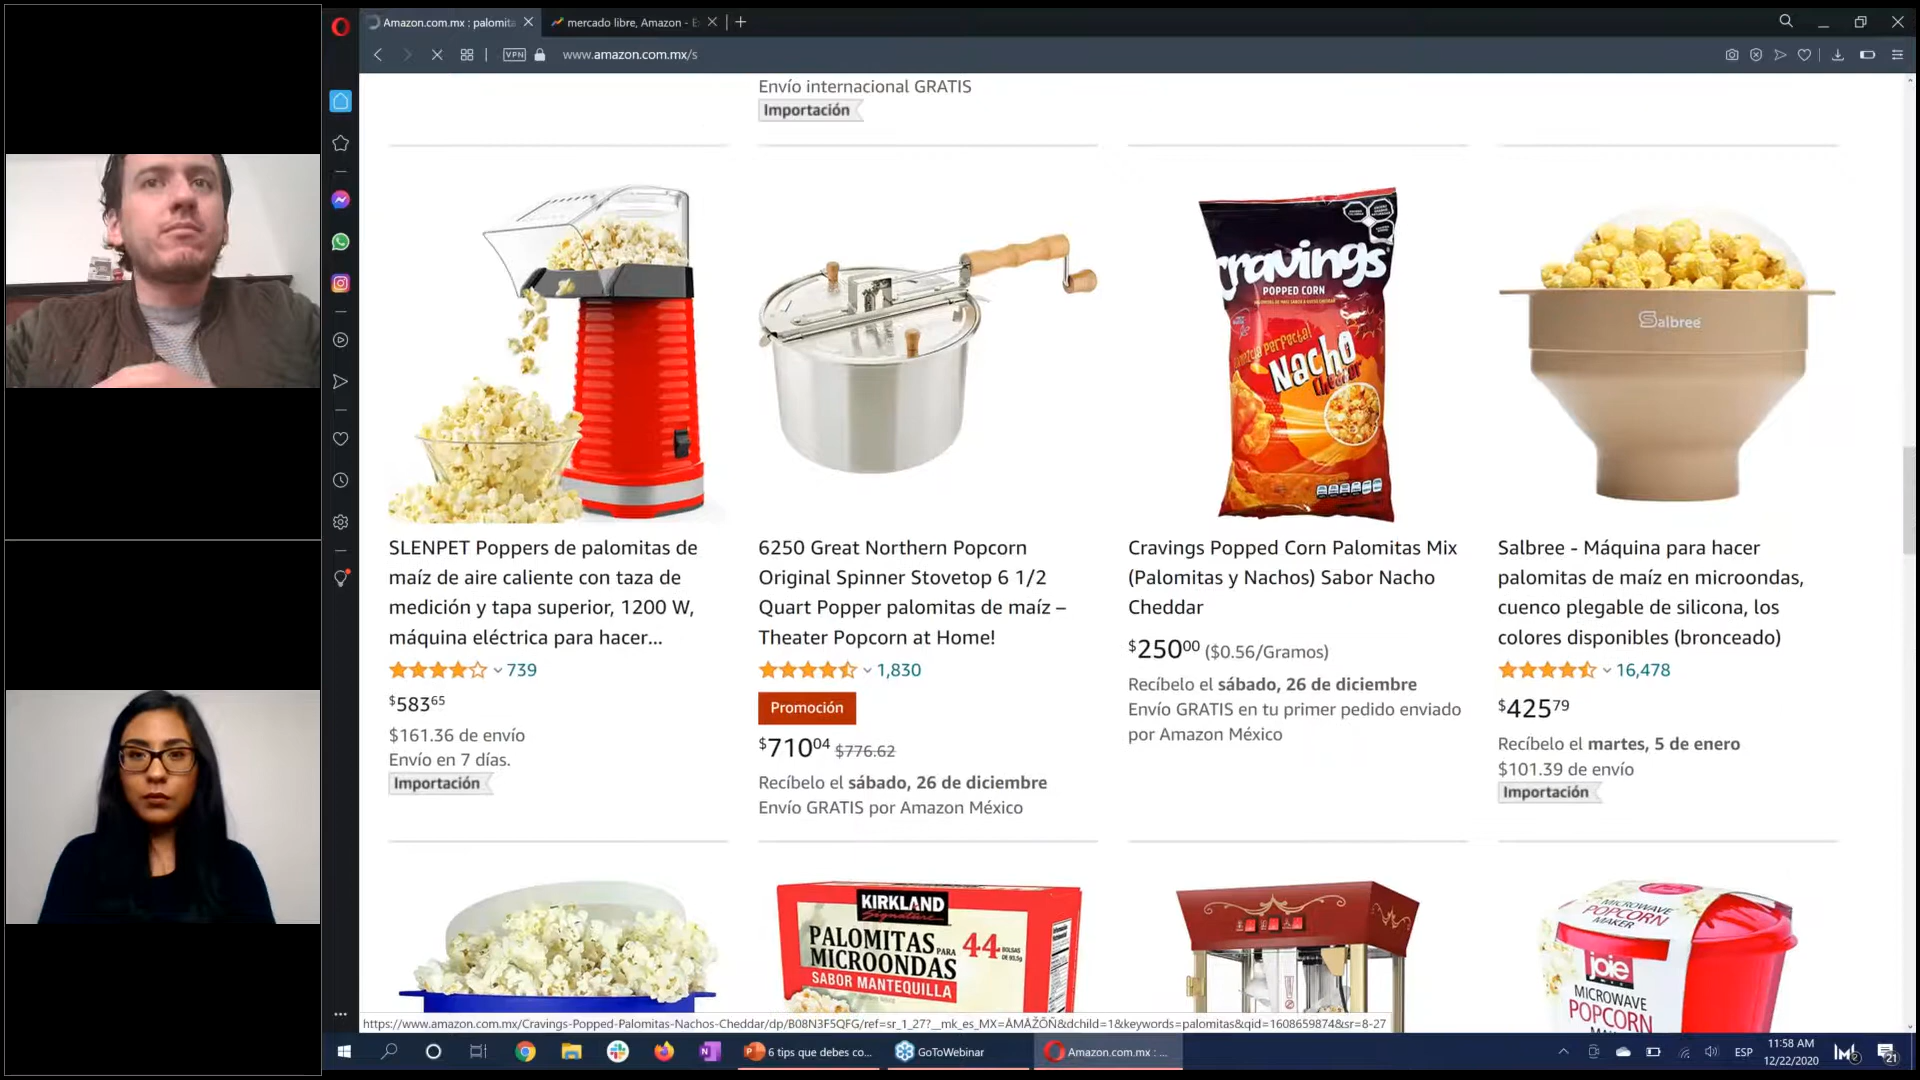 Amazon.com.mx : palomita
mercado libre, Amazon - E
VPN
www.amazon.com.mx/s
Envío internacional GRATIS
Importación
Cravings
POPPED CORN
Nacho
Cheddar
Salbree
SLENPET Poppers de palomitas de
maíz de aire caliente con taza de
medición y tapa superior, 1200 W,
máquina eléctrica para hacer...
739
$58365
$161.36 de envío
Envío en 7 días.
Importación
6250 Great Northern Popcorn
Original Spinner Stovetop 6 1/2
Quart Popper palomitas de maíz –
Theater Popcorn at Home!
1,830
Promoción
$71004 $776.62
Recíbelo el sábado, 26 de diciembre
Envío GRATIS por Amazon México
Cravings Popped Corn Palomitas Mix
(Palomitas y Nachos) Sabor Nacho
Cheddar
$25000 ($0.56/Gramos)
Recíbelo el sábado, 26 de diciembre
Envío GRATIS en tu primer pedido enviado
por Amazon México
Salbree - Máquina para hacer
palomitas de maíz en microondas,
cuenco plegable de silicona, los
colores disponibles (bronceado)
16,478
$42579
Recíbelo el martes, 5 de enero
$101.39 de envío
Importación
KIRKLAND
Signature
PALOMITAS PARA
MICROONDAS
SABOR MANTEQUILLA
44 BOLSAS
MICROWAVE
POPCORN
MAKER
joie
MICROWAVE
POPCORN
https://www.amazon.com.mx/Cravings-Popped-Palomitas-Nachos-Cheddar/dp/B08N3F5QFG/ref=sr_1_27?__mk_es_MX=ÅMÅŽÕÑ&dchild=1&keywords=palomitas&qid=1608659874&sr=8-27
6 tips que debes co...
GoToWebinar
Amazon.com.mx : ...
ESP
11:58 AM
12/22/2020
2
21